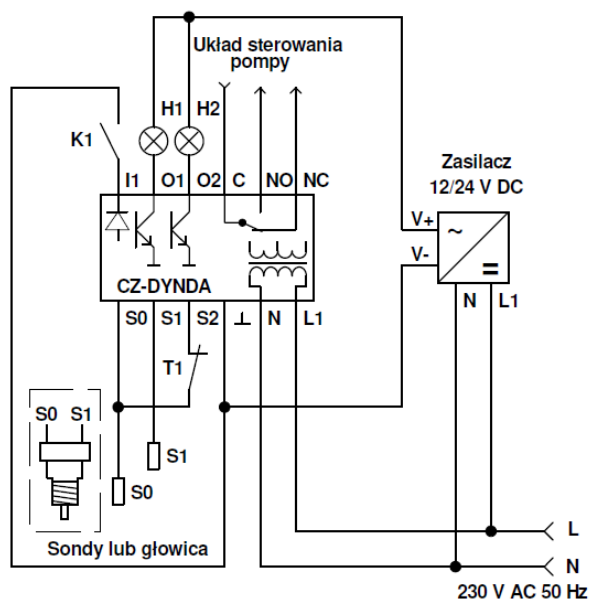 Układ sterowania
pompy
H1 H2
K1
Zasilacz
12/24 V DC
I1 O1 O2 C NO NC
V+
V-
~
=
CZ-DYNDA
N L1
S0 S1 S2 ⊥ N L1
T1
S0 S1
S1
S0
Sondy lub głowica
L
N
230 V AC 50 Hz